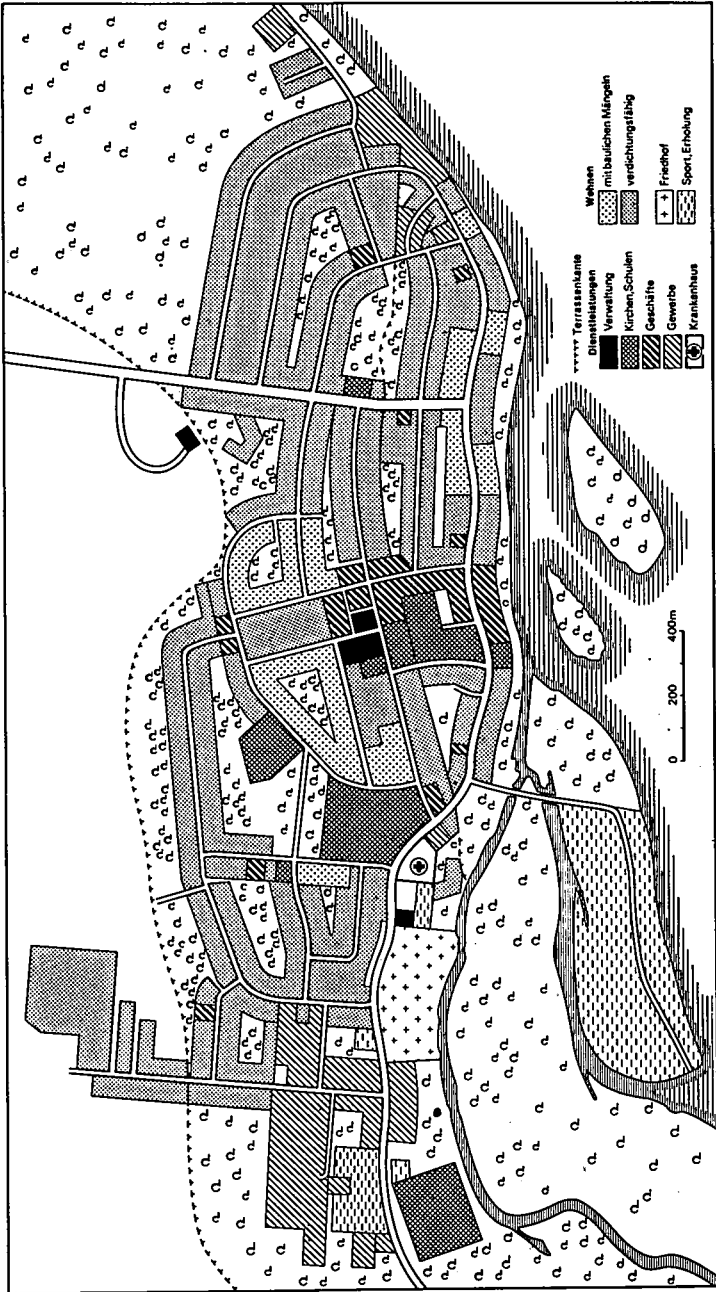 Terrassenkante
Dienstleistungen
Verwaltung
Kirchen, Schulen
Geschäfte
Gewerbe
Krankenhaus
Wohnen
mit baulichen Mängeln
verdichtungsfähig
Friedhof
Sport, Erholung
0 200 400m